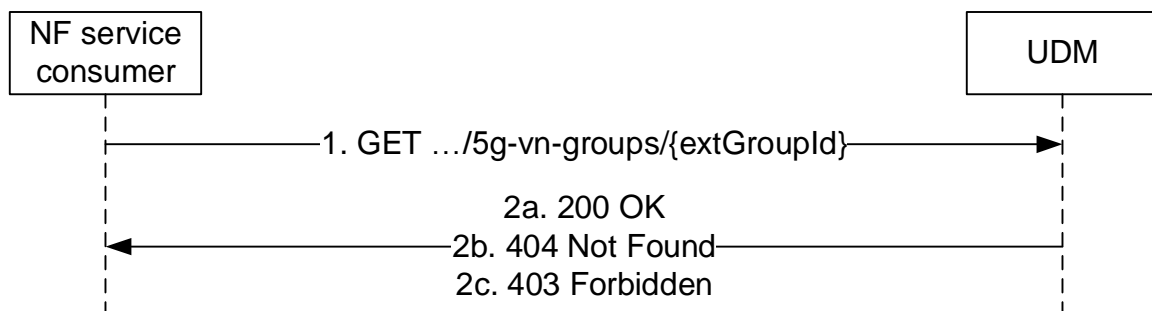 NF service
consumer
UDM
1. GET …/5g-vn-groups/{extGroupId}
2a. 200 OK
2b. 404 Not Found
2c. 403 Forbidden